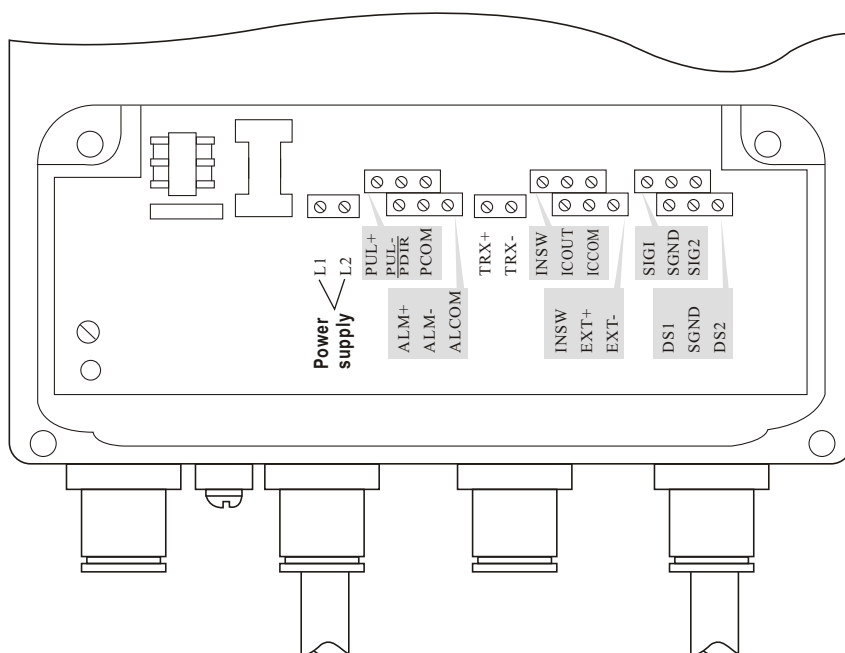 L1
L2
Power
supply
PUL+
PUL-
PDIR
PCOM
ALM+
ALM-
ALCOM
TRX+
TRX-
INSW
ICOUT
ICCOM
INSW
EXT+
EXT-
SIGI
SGND
SIG2
DS1
SGND
DS2